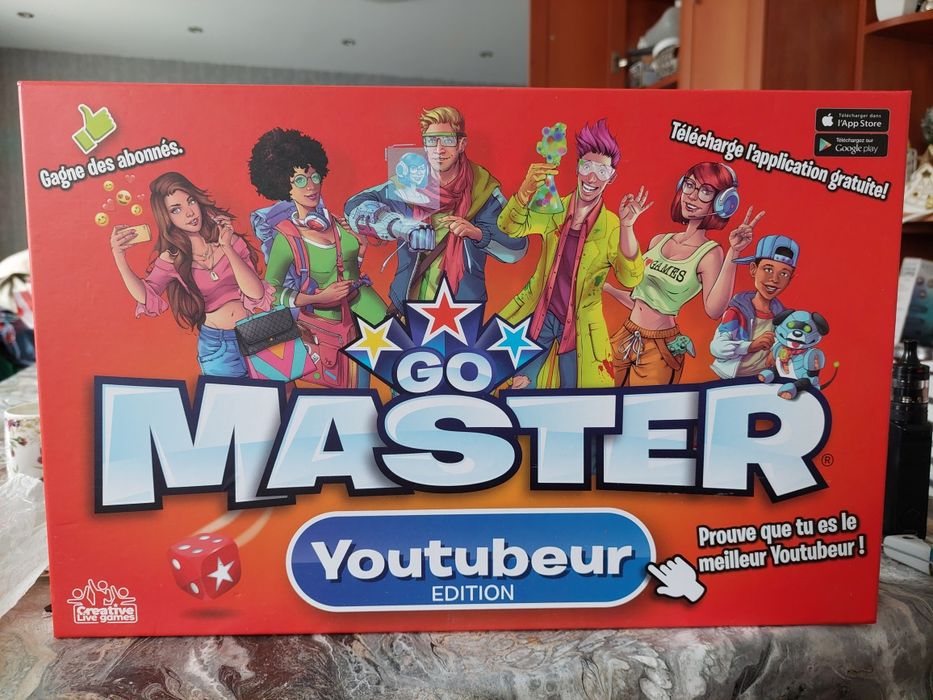 Gagne des abonnés.
Télécharge l'application gratuite!
Télécharger dans
l'App Store
Téléchargez sur
Google play
I ♥ GAMES
GO
MASTER®
Youtubeur
EDITION
Prouve que tu es le
meilleur Youtubeur !
Creative
Live games